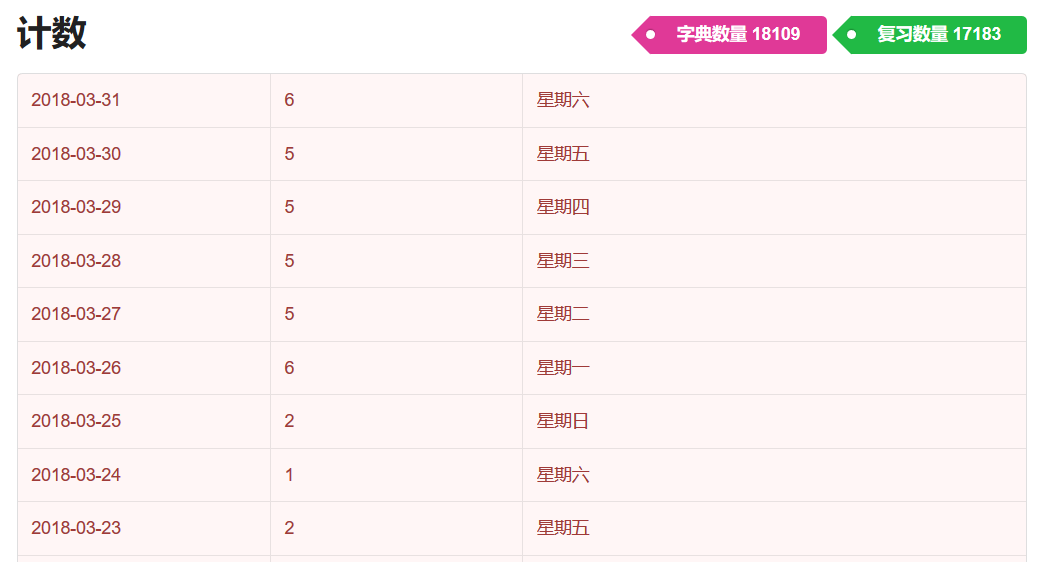 计数 字典数量 18109 复习数量 17183
2018-03-31 6 星期六
2018-03-30 5 星期五
2018-03-29 5 星期四
2018-03-28 5 星期三
2018-03-27 5 星期二
2018-03-26 6 星期一
2018-03-25 2 星期日
2018-03-24 1 星期六
2018-03-23 2 星期五